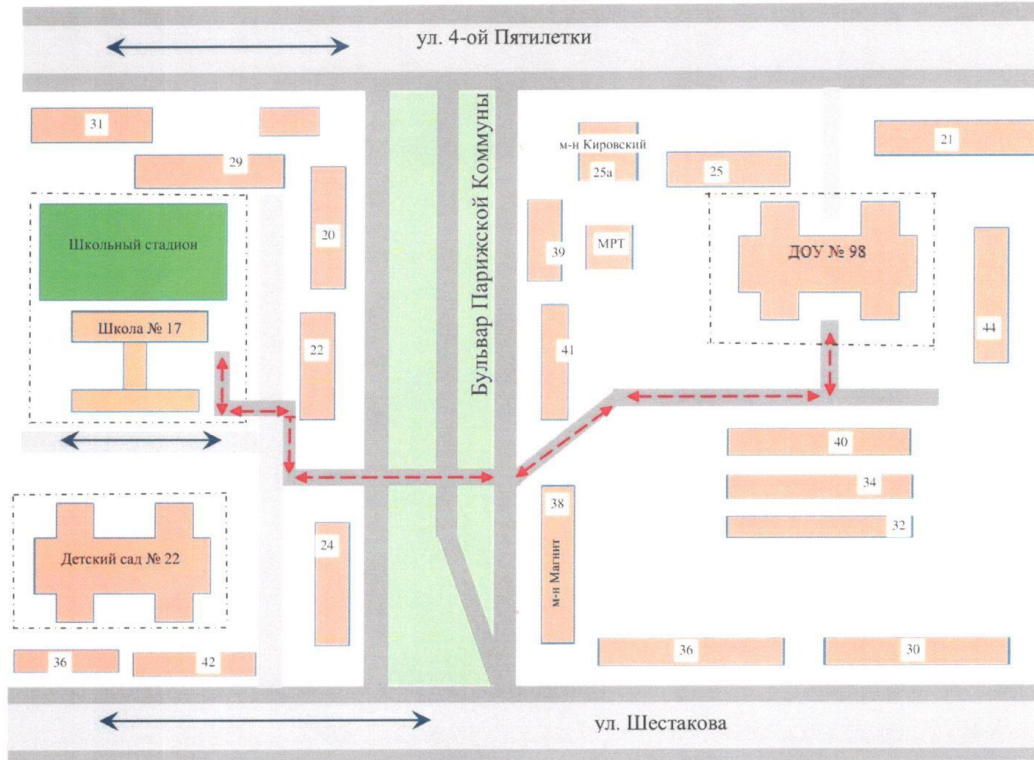 ул. 4-ой Пятилетки
31
29
21
м-н Кировский
25а
25
Бульвар Парижской Коммуны
20
Школьный стадион
39
МРТ
ДОУ № 98
Школа № 17
22
41
44
40
34
38
м-н Магнит
32
24
Детский сад № 22
36
42
36
30
ул. Шестакова